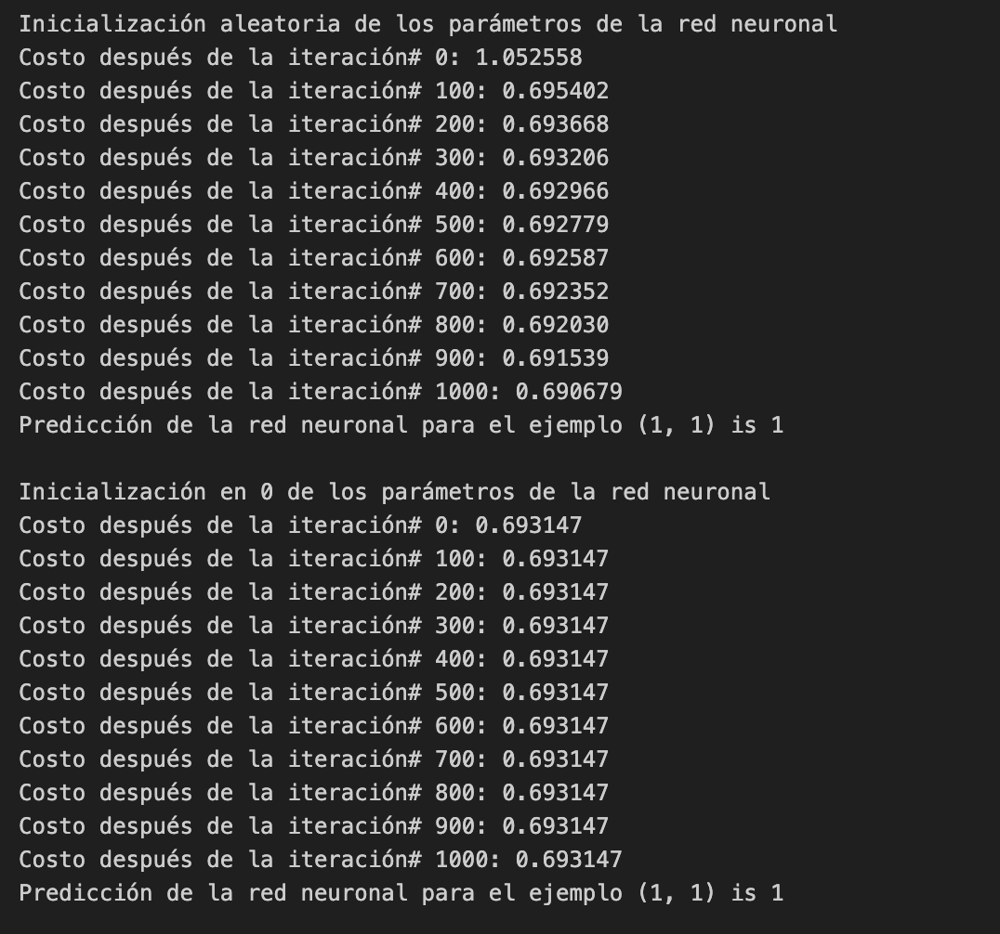 Inicialización aleatoria de los parámetros de la red neuronal
Costo después de la iteración# 0: 1.052558
Costo después de la iteración# 100: 0.695402
Costo después de la iteración# 200: 0.693668
Costo después de la iteración# 300: 0.693206
Costo después de la iteración# 400: 0.692966
Costo después de la iteración# 500: 0.692779
Costo después de la iteración# 600: 0.692587
Costo después de la iteración# 700: 0.692352
Costo después de la iteración# 800: 0.692030
Costo después de la iteración# 900: 0.691539
Costo después de la iteración# 1000: 0.690679
Predicción de la red neuronal para el ejemplo (1, 1) is 1

Inicialización en 0 de los parámetros de la red neuronal
Costo después de la iteración# 0: 0.693147
Costo después de la iteración# 100: 0.693147
Costo después de la iteración# 200: 0.693147
Costo después de la iteración# 300: 0.693147
Costo después de la iteración# 400: 0.693147
Costo después de la iteración# 500: 0.693147
Costo después de la iteración# 600: 0.693147
Costo después de la iteración# 700: 0.693147
Costo después de la iteración# 800: 0.693147
Costo después de la iteración# 900: 0.693147
Costo después de la iteración# 1000: 0.693147
Predicción de la red neuronal para el ejemplo (1, 1) is 1